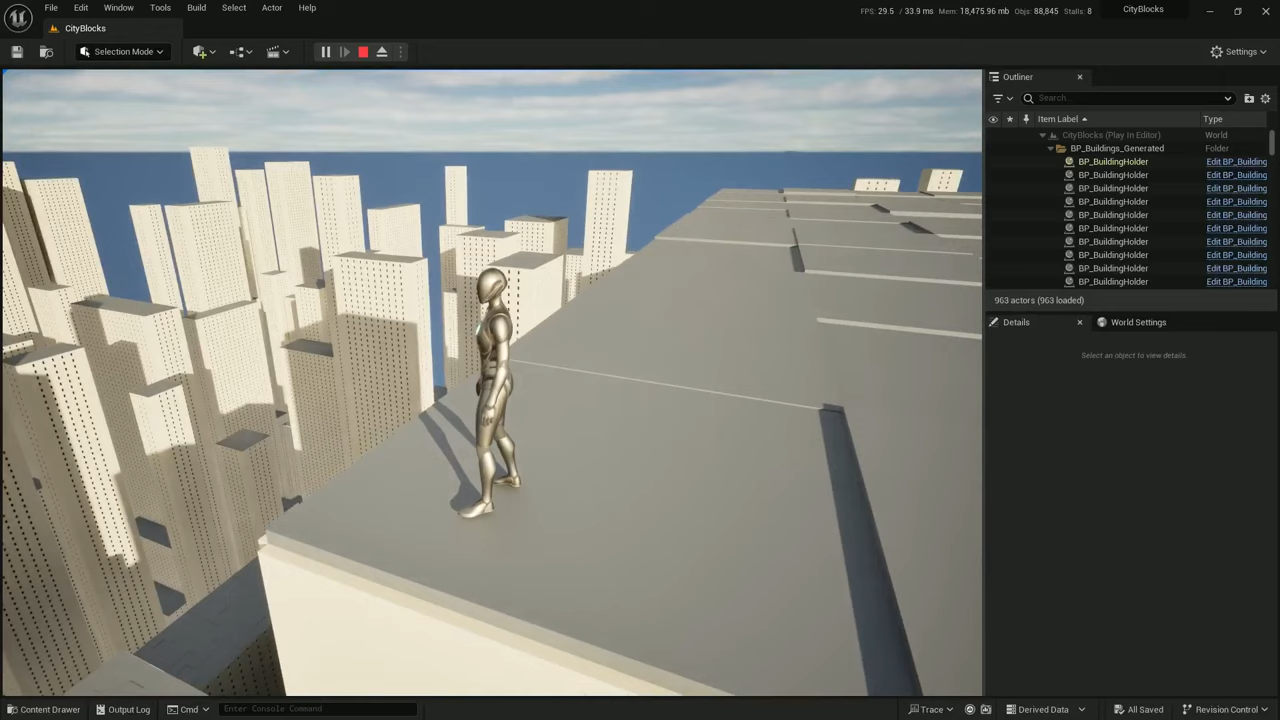 File Edit Window Tools Build Select Actor Help
FPS: 29.5 / 33.9 ms Mem: 18,475.96 mb Objs: 88,845 Stalls: 8
CityBlocks
CityBlocks
Selection Mode
Settings
Outliner
Search...
Item Label Type
CityBlocks (Play In Editor) World
BP_Buildings_Generated Folder
BP_BuildingHolder Edit BP_Building
BP_BuildingHolder Edit BP_Building
BP_BuildingHolder Edit BP_Building
BP_BuildingHolder Edit BP_Building
BP_BuildingHolder Edit BP_Building
BP_BuildingHolder Edit BP_Building
BP_BuildingHolder Edit BP_Building
BP_BuildingHolder Edit BP_Building
BP_BuildingHolder Edit BP_Building
BP_BuildingHolder Edit BP_Building
963 actors (963 loaded)
Details World Settings
Select an object to view details.
Content Drawer Output Log Cmd Enter Console Command Trace Derived Data All Saved Revision Control